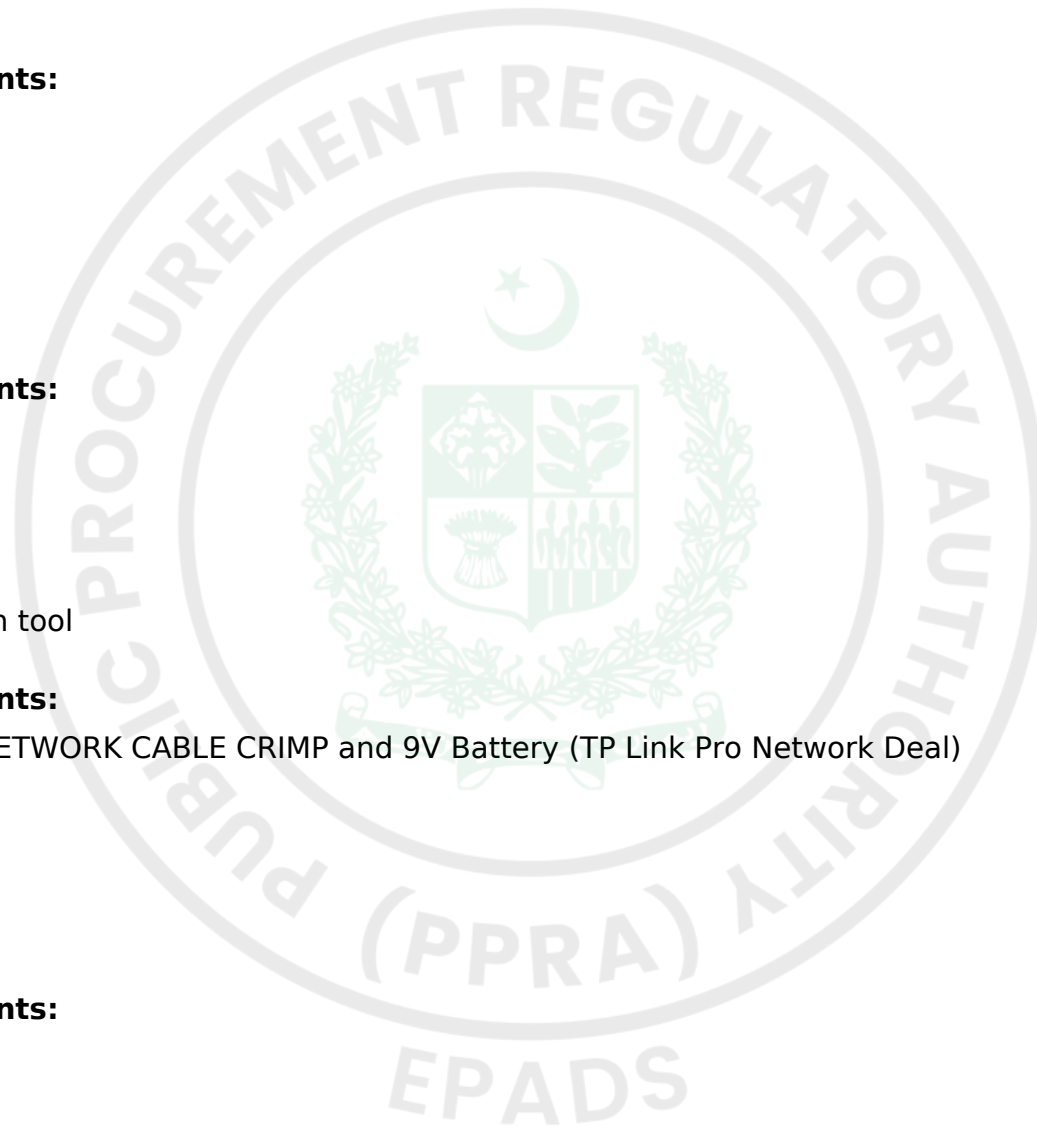 nts:
nts:
n tool
nts:
ETWORK CABLE CRIMP and 9V Battery (TP Link Pro Network Deal)
nts:
PUBLIC PROCUREMENT REGULATORY AUTHORITY
(PPRA)
EPADS